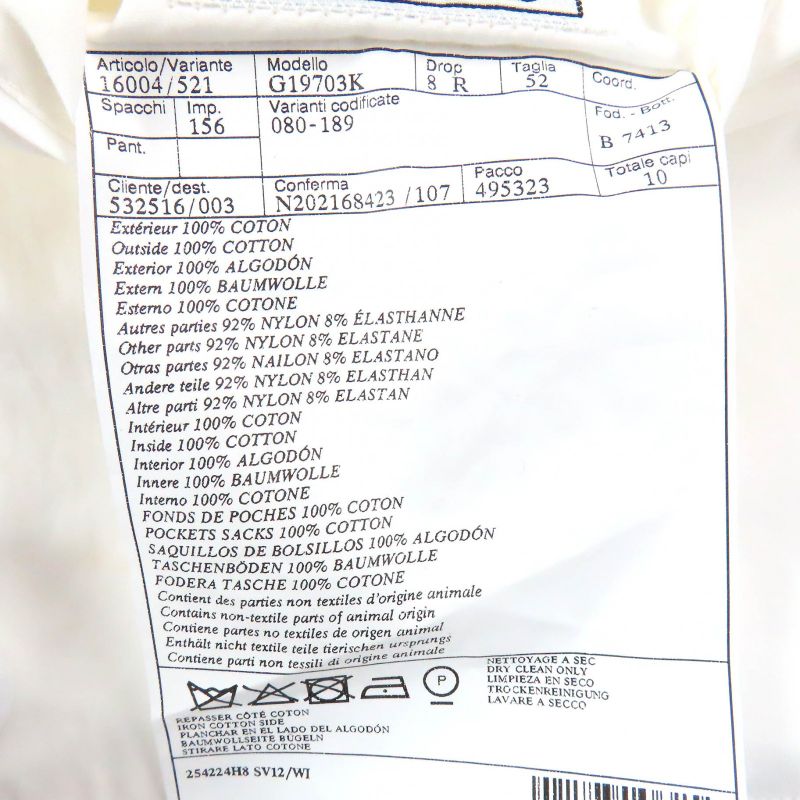 Articolo/Variante Modello Drop Taglia Coord.
16004/521 G19703K 8 R 52
Spacchi Imp. Varianti codificate Fod. - Bott.
156 080-189 B 7413
Pant.
Cliente/dest. Conferma Pacco Totale capi
532516/003 N202168423 /107 495323 10
Extérieur 100% COTON
Outside 100% COTTON
Exterior 100% ALGODÓN
Extern 100% BAUMWOLLE
Esterno 100% COTONE
Autres parties 92% NYLON 8% ÉLASTHANNE
Other parts 92% NYLON 8% ELASTANE
Otras partes 92% NAILON 8% ELASTANO
Andere teile 92% NYLON 8% ELASTHAN
Altre parti 92% NYLON 8% ELASTAN
Intérieur 100% COTON
Inside 100% COTTON
Interior 100% ALGODÓN
Innere 100% BAUMWOLLE
Interno 100% COTONE
FONDS DE POCHES 100% COTON
POCKETS SACKS 100% COTTON
SAQUILLOS DE BOLSILLOS 100% ALGODÓN
TASCHENBÖDEN 100% BAUMWOLLE
FODERA TASCHE 100% COTONE
Contient des parties non textiles d'origine animale
Contains non-textile parts of animal origin
Contiene partes no textiles de origen animal
Enthält nicht textile teile tierischen ursprungs
Contiene parti non tessili di origine animale
P
NETTOYAGE A SEC
DRY CLEAN ONLY
LIMPIEZA EN SECO
TROCKENREINIGUNG
LAVARE A SECCO
REPASSER CÔTÉ COTON
IRON COTTON SIDE
PLANCHAR EN EL LADO DEL ALGODÓN
BAUMWOLLSEITE BÜGELN
STIRARE LATO COTONE
254224H8 SV12/WI